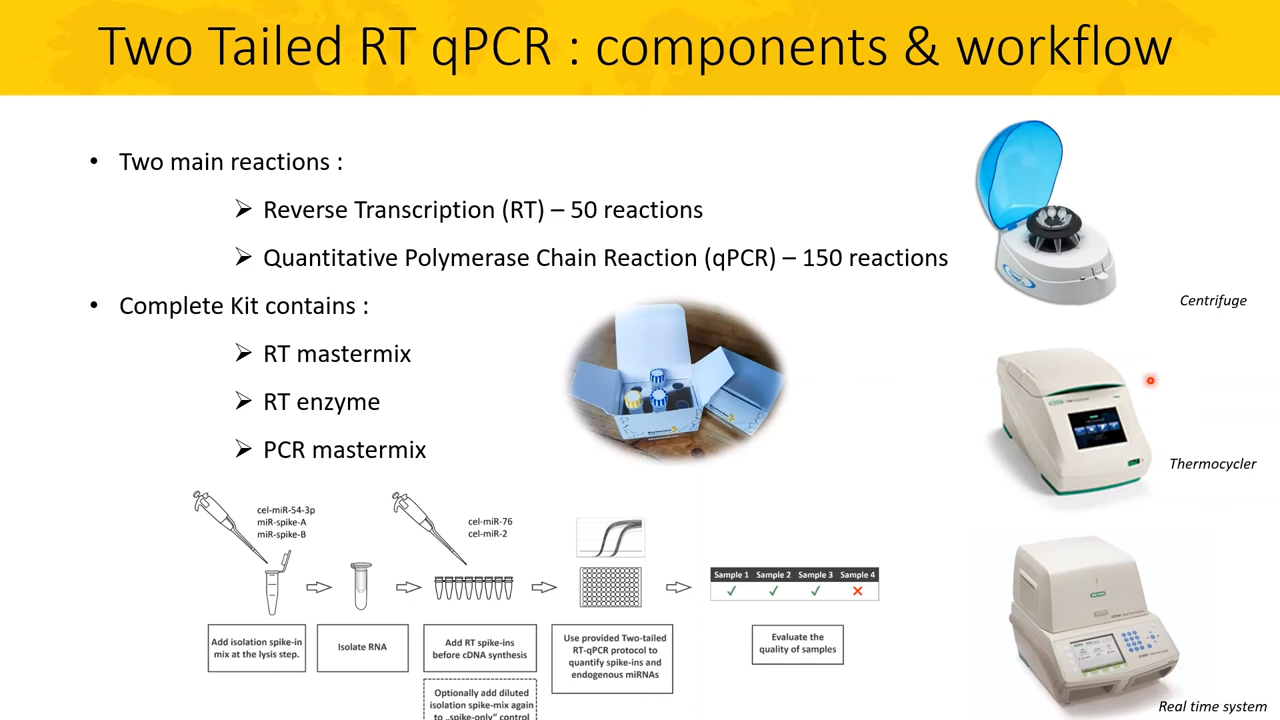 Two Tailed RT qPCR : components & workflow
• Two main reactions :
➢ Reverse Transcription (RT) – 50 reactions
➢ Quantitative Polymerase Chain Reaction (qPCR) – 150 reactions
• Complete Kit contains :
➢ RT mastermix
➢ RT enzyme
➢ PCR mastermix
Centrifuge
Thermocycler
Real time system
cel-miR-54-3p
miR-spike-A
miR-spike-B
cel-miR-76
cel-miR-2
Sample 1 Sample 2 Sample 3 Sample 4
✓ ✓ ✓ ✗
Add isolation spike-in
mix at the lysis step.
Isolate RNA
Add RT spike-ins
before cDNA synthesis
Optionally add diluted
isolation spike-mix again
to „spike-only" control
Use provided Two-tailed
RT-qPCR protocol to
quantify spike-ins and
endogenous miRNAs
Evaluate the
quality of samples